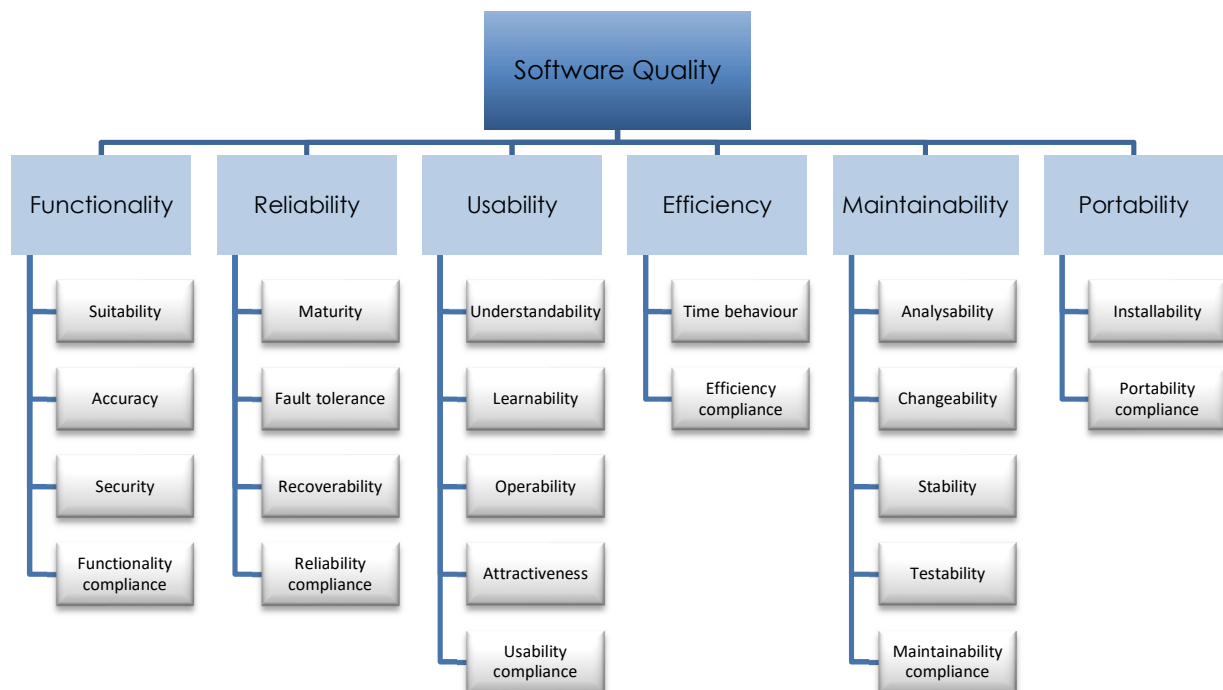 Software Quality
Functionality
Reliability
Usability
Efficiency
Maintainability
Portability
Suitability
Accuracy
Security
Functionality
compliance
Maturity
Fault tolerance
Recoverability
Reliability
compliance
Understandability
Learnability
Operability
Attractiveness
Usability
compliance
Time behaviour
Efficiency
compliance
Analysability
Changeability
Stability
Testability
Maintainability
compliance
Installability
Portability
compliance